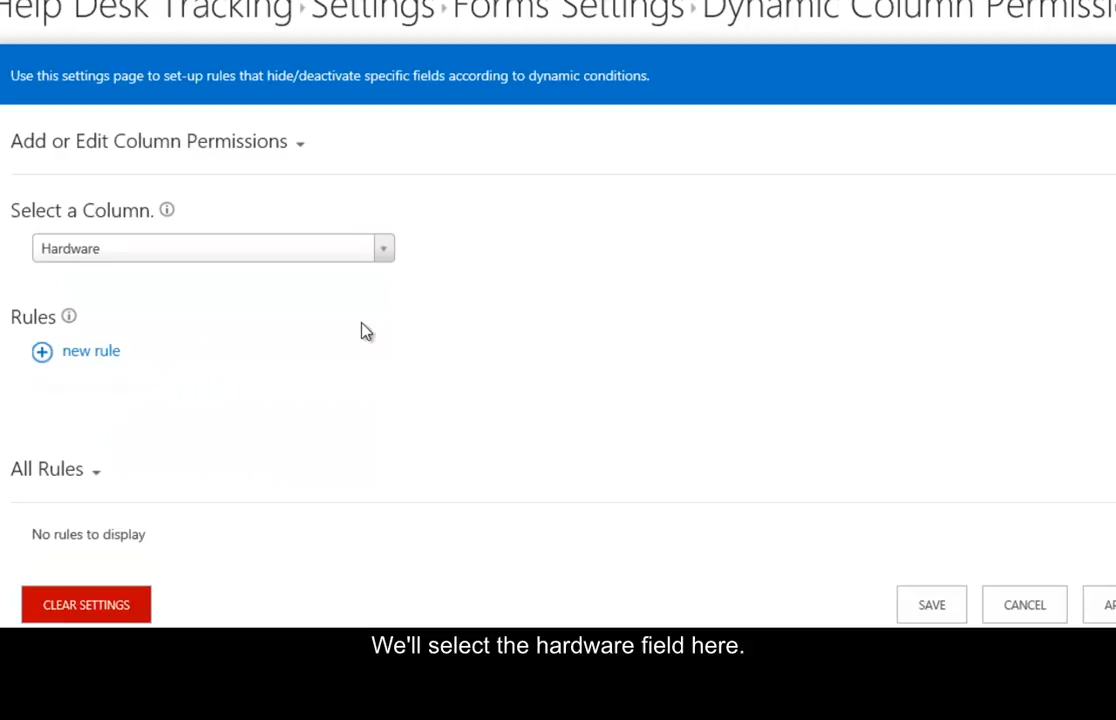 Help Desk Tracking › Settings › Forms Settings › Dynamic Column
Use this settings page to set-up rules that hide/deactivate specific fields according to dynamic conditions.
Add or Edit Column Permissions
Select a Column.
Hardware
Rules
new rule
All Rules
No rules to display
CLEAR SETTINGS
SAVE
CANCEL
We'll select the hardware field here.